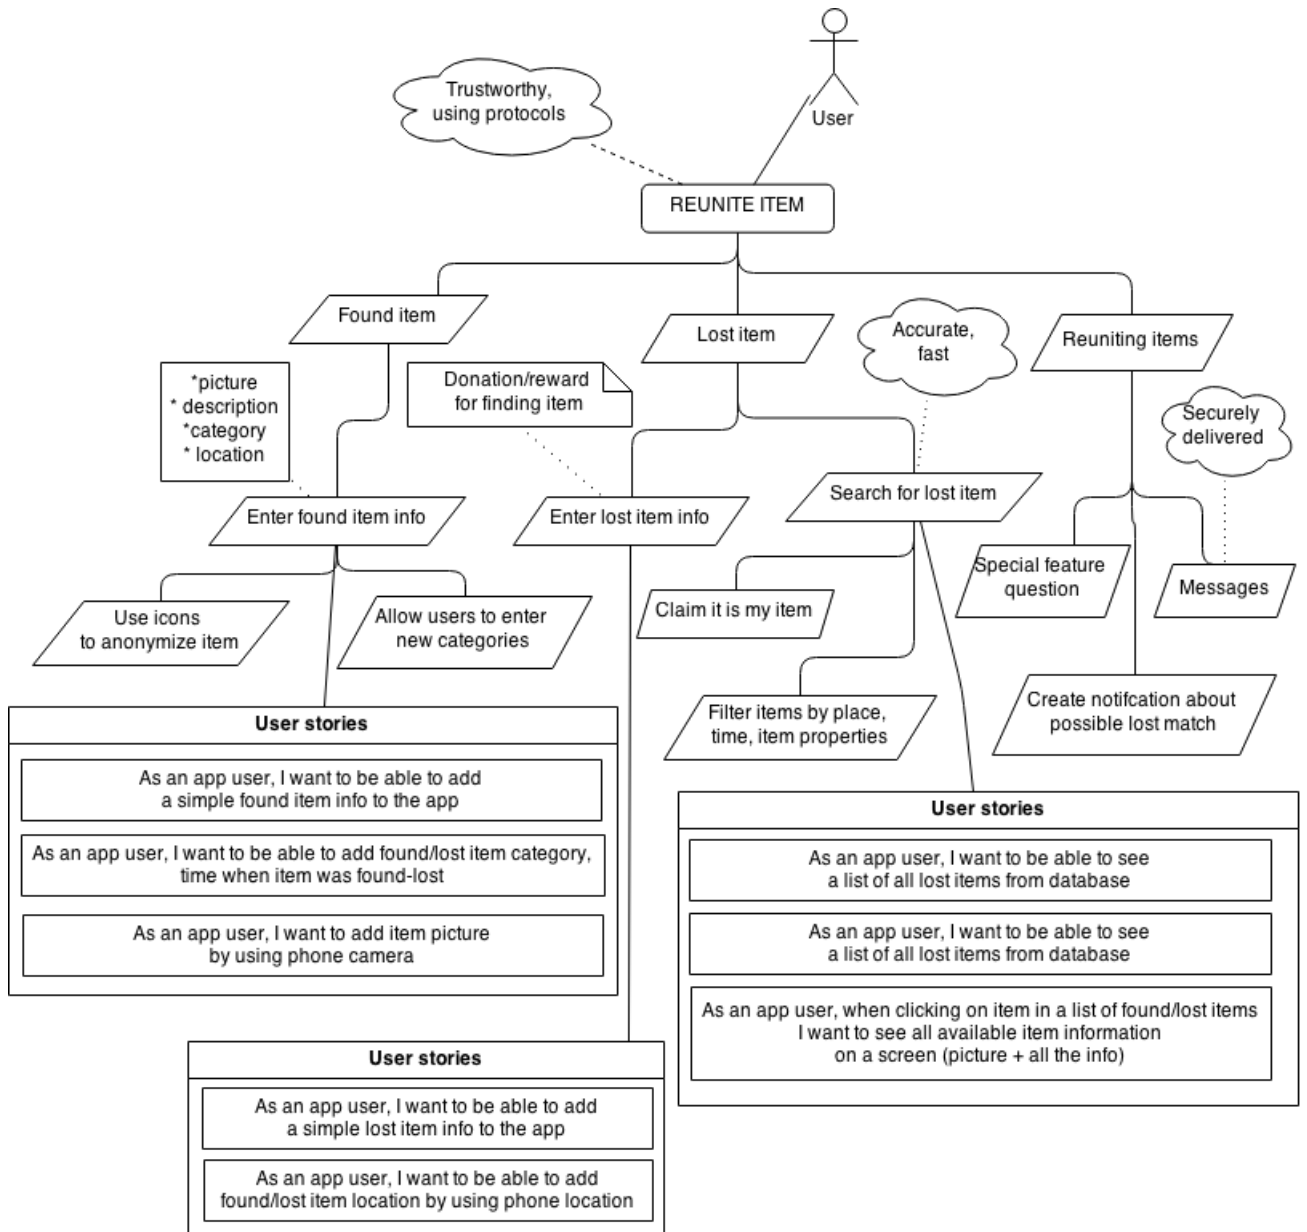 User
Trustworthy,
using protocols
REUNITE ITEM
Found item
Lost item
Accurate,
fast
Reuniting items
*picture
* description
*category
* location
Donation/reward
for finding item
Securely
delivered
Enter found item info
Enter lost item info
Search for lost item
Use icons
to anonymize item
Allow users to enter
new categories
Claim it is my item
Special feature
question
Messages
Filter items by place,
time, item properties
Create notifcation about
possible lost match
User stories
As an app user, I want to be able to add
a simple found item info to the app
As an app user, I want to be able to add found/lost item category,
time when item was found-lost
As an app user, I want to add item picture
by using phone camera
User stories
As an app user, I want to be able to see
a list of all lost items from database
As an app user, I want to be able to see
a list of all lost items from database
As an app user, when clicking on item in a list of found/lost items
I want to see all available item information
on a screen (picture + all the info)
User stories
As an app user, I want to be able to add
a simple lost item info to the app
As an app user, I want to be able to add
found/lost item location by using phone location